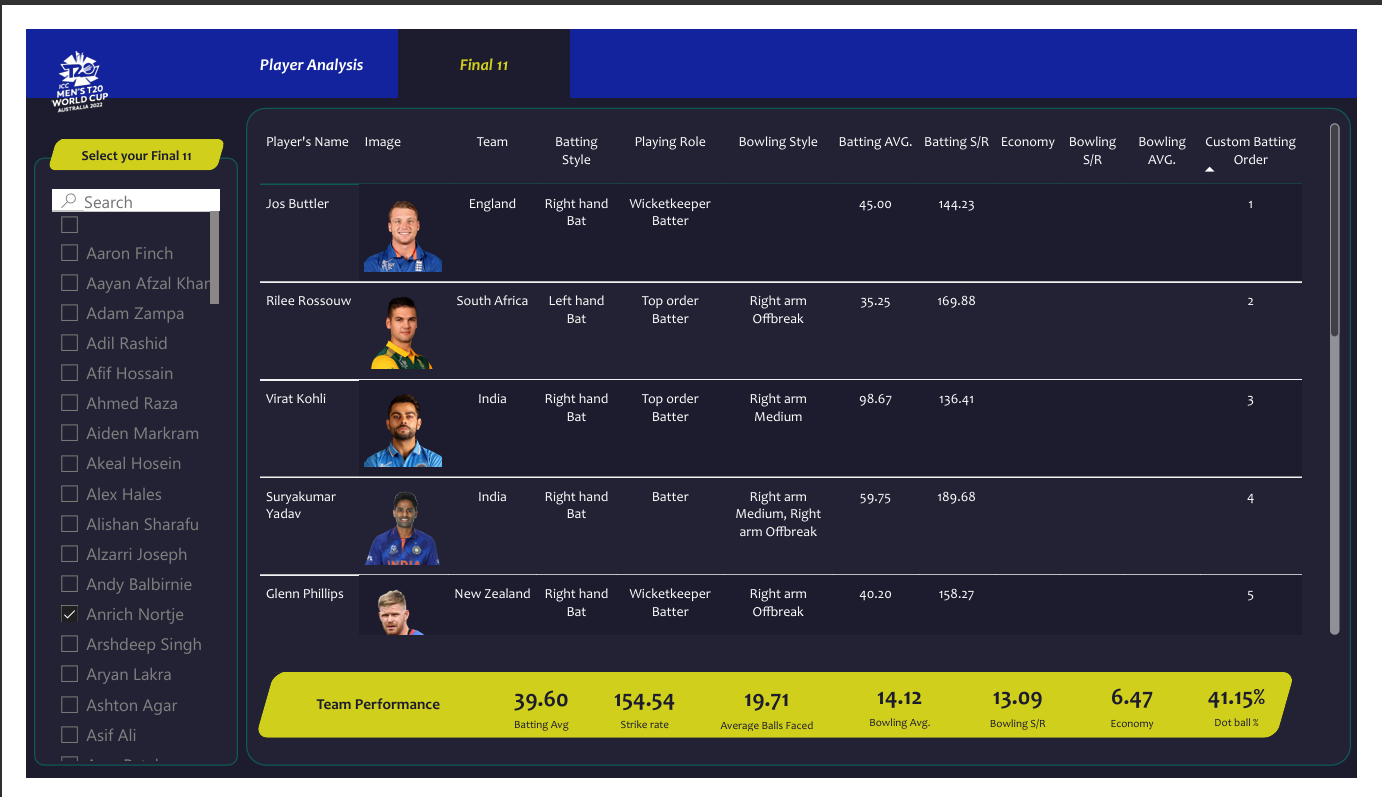 Player Analysis
Final 11
T20
ICC
MEN'S T20
WORLD CUP
AUSTRALIA 2022
Select your Final 11
Search
Aaron Finch
Aayan Afzal Khan
Adam Zampa
Adil Rashid
Afif Hossain
Ahmed Raza
Aiden Markram
Akeal Hosein
Alex Hales
Alishan Sharafu
Alzarri Joseph
Andy Balbirnie
Anrich Nortje
Arshdeep Singh
Aryan Lakra
Ashton Agar
Asif Ali
Player's Name Image Team Batting Playing Role Bowling Style Batting AVG. Batting S/R Economy Bowling Bowling Custom Batting
Style S/R AVG. Order
Jos Buttler England Right hand Wicketkeeper 45.00 144.23 1
Bat Batter
Rilee Rossouw South Africa Left hand Top order Right arm 35.25 169.88 2
Bat Batter Offbreak
Virat Kohli India Right hand Top order Right arm 98.67 136.41 3
Bat Batter Medium
Suryakumar India Right hand Batter Right arm 59.75 189.68 4
Yadav Bat Medium, Right
arm Offbreak
INDIA
Glenn Phillips New Zealand Right hand Wicketkeeper Right arm 40.20 158.27 5
Bat Batter Offbreak
Team Performance 39.60 154.54 19.71 14.12 13.09 6.47 41.15%
Batting Avg Strike rate Average Balls Faced Bowling Avg. Bowling S/R Economy Dot ball %